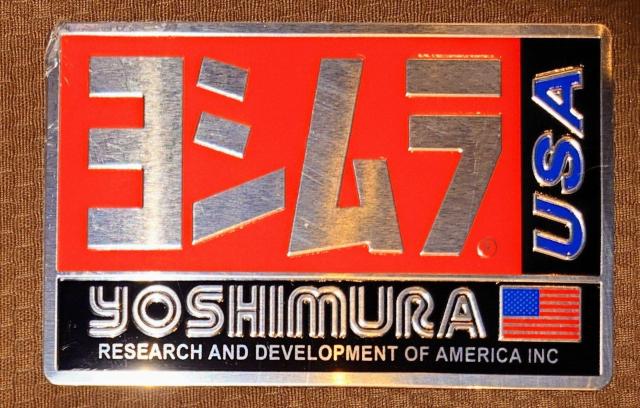 ヨシムラ®
USA
YOSHIMURA
RESEARCH AND DEVELOPMENT OF AMERICA INC